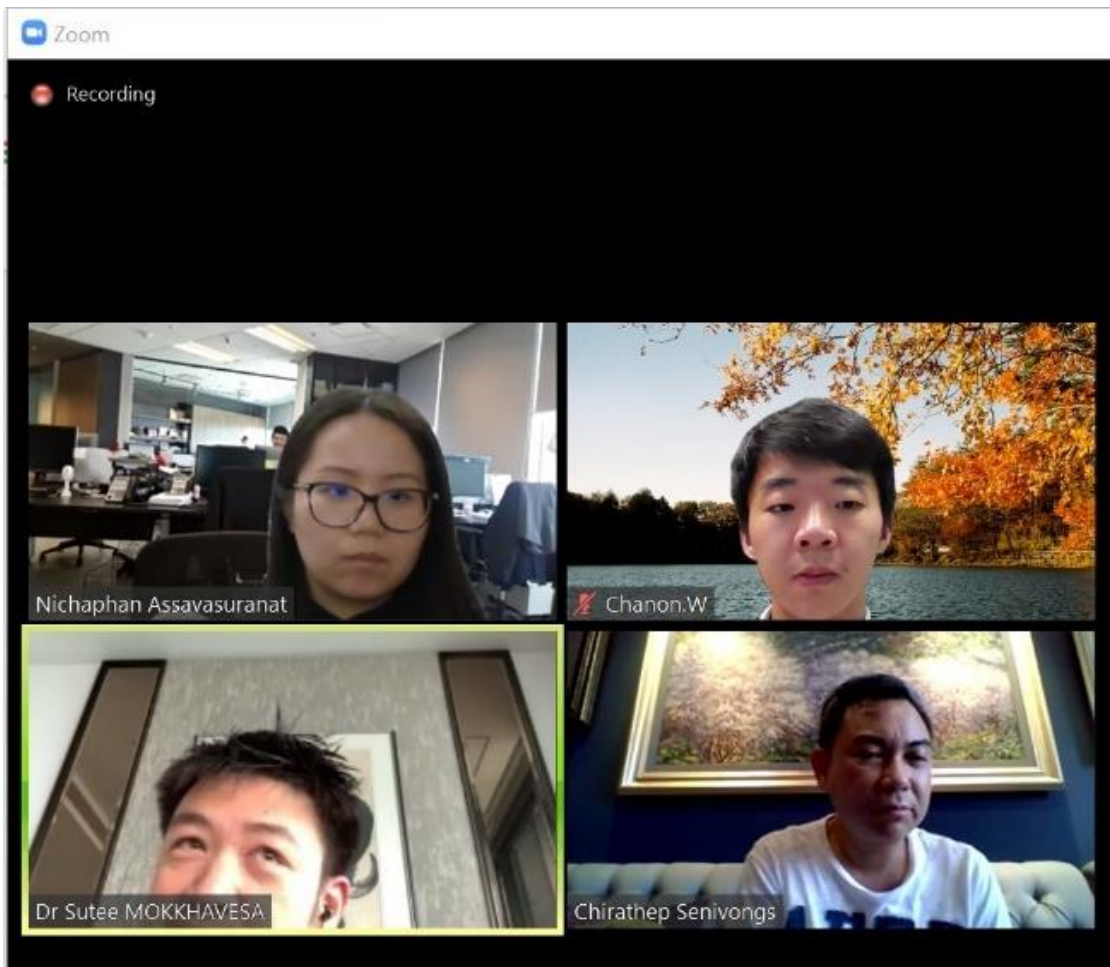 Zoom
Recording
Nichaphan Assavasuranat
Chanon.W
Dr Sutee MOKKHAVESA
Chirathep Senivongs